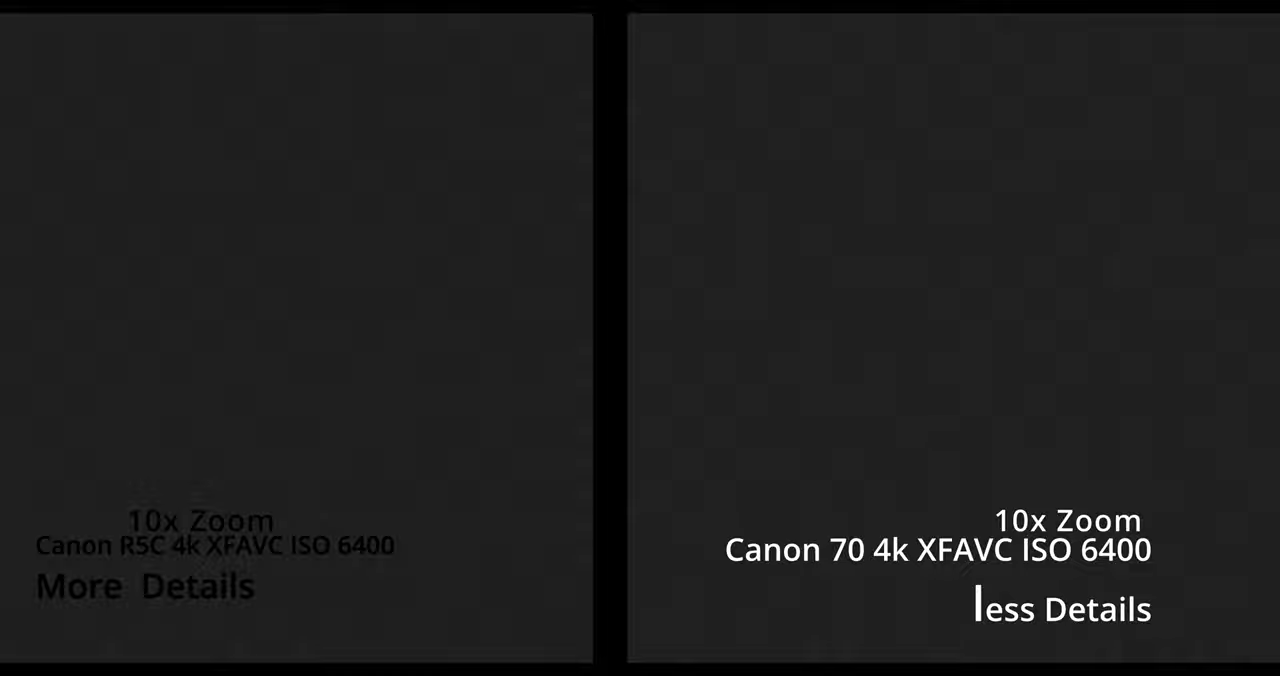 10x Zoom
Canon R5C 4k XFAVC ISO 6400
More Details
10x Zoom
Canon 70 4k XFAVC ISO 6400
less Details